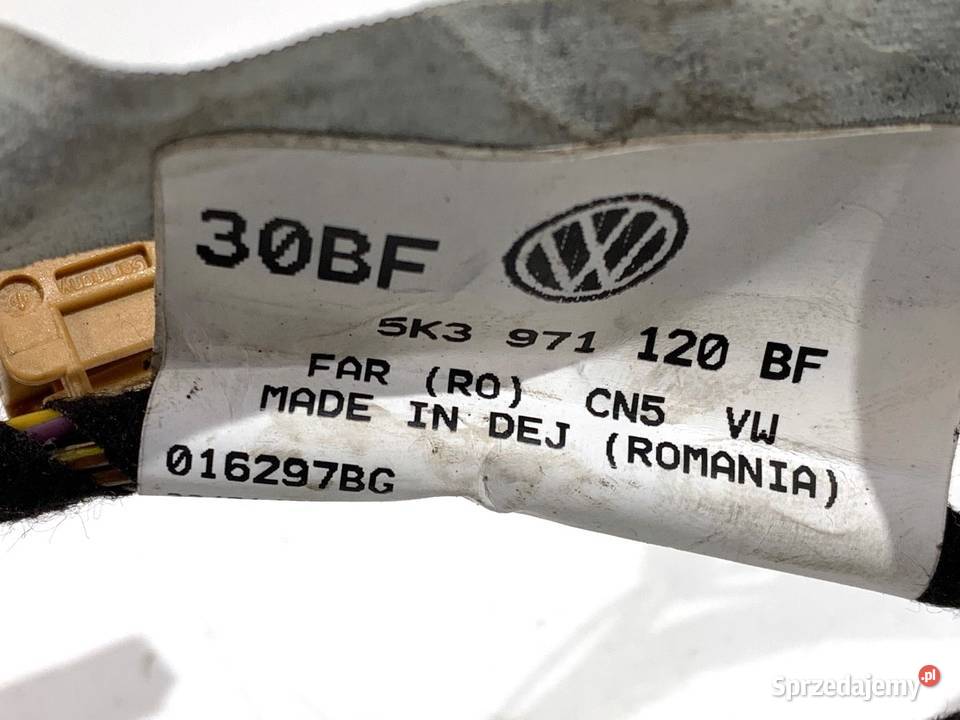 30BF
5K3 971 120 BF
FAR (RO) CN5 VW
MADE IN DEJ (ROMANIA)
016297BG
Sprzedajemy.pl